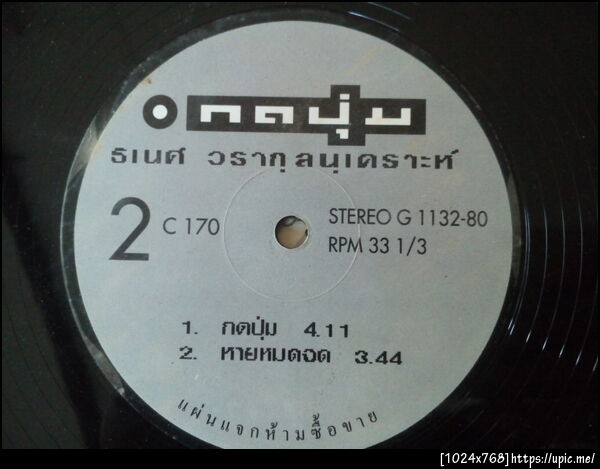 กดปุ่ม
ธเนศ วรากุลนุเคราะห์
2 C 170
STEREO G 1132-80
RPM 33 1/3
1. กดปุ่ม 4.11
2. หายหมดฉด 3.44
แผ่นแจกห้ามซื้อขาย
[1024x768]https://upic.me/